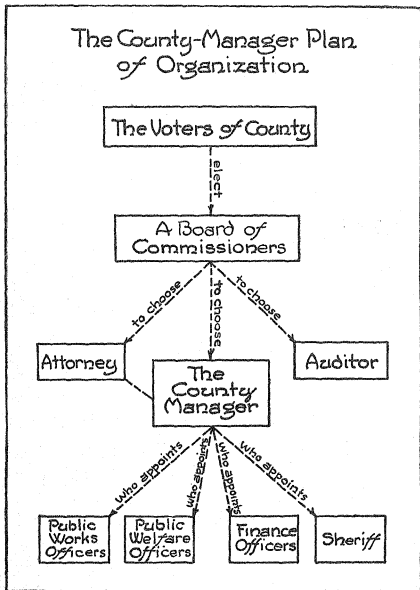 The County-Manager Plan
of Organization
The Voters of County
elect
A Board of
Commissioners
to choose
to choose
to choose
Attorney
The
County
Manager
Auditor
who appoints
who appoints
who appoints
who appoints
Public
Works
Officers
Public
Welfare
Officers
Finance
Officers
Sheriff